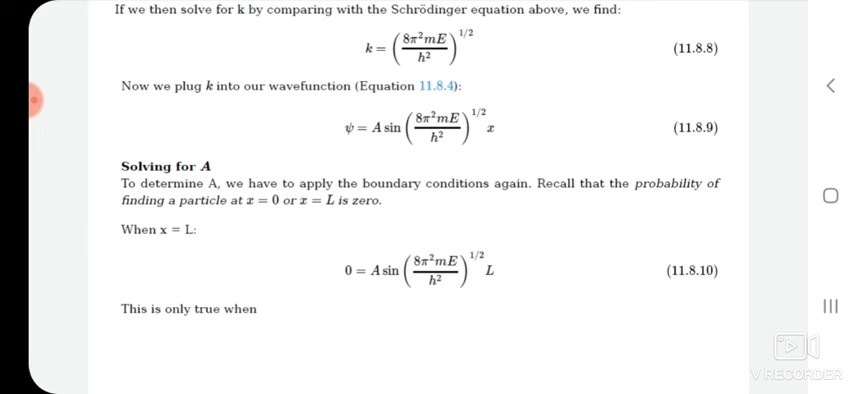 If we then solve for k by comparing with the Schrödinger equation above, we find:
k = (8π²mE / h²)^1/2 (11.8.8)
Now we plug k into our wavefunction (Equation 11.8.4):
ψ = A sin (8π²mE / h²)^1/2 x (11.8.9)
Solving for A
To determine A, we have to apply the boundary conditions again. Recall that the probability of
finding a particle at x = 0 or x = L is zero.
When x = L:
0 = A sin (8π²mE / h²)^1/2 L (11.8.10)
This is only true when
V RECORDER